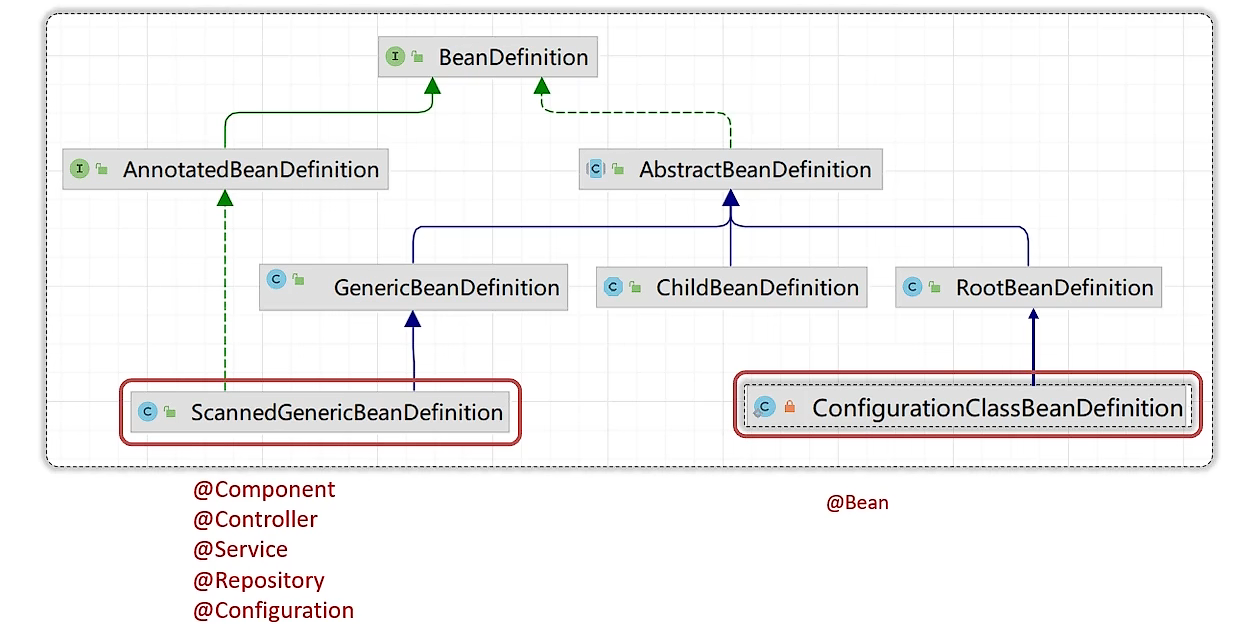 BeanDefinition
AnnotatedBeanDefinition
AbstractBeanDefinition
GenericBeanDefinition
ChildBeanDefinition
RootBeanDefinition
ScannedGenericBeanDefinition
ConfigurationClassBeanDefinition
@Component
@Controller
@Service
@Repository
@Configuration
@Bean